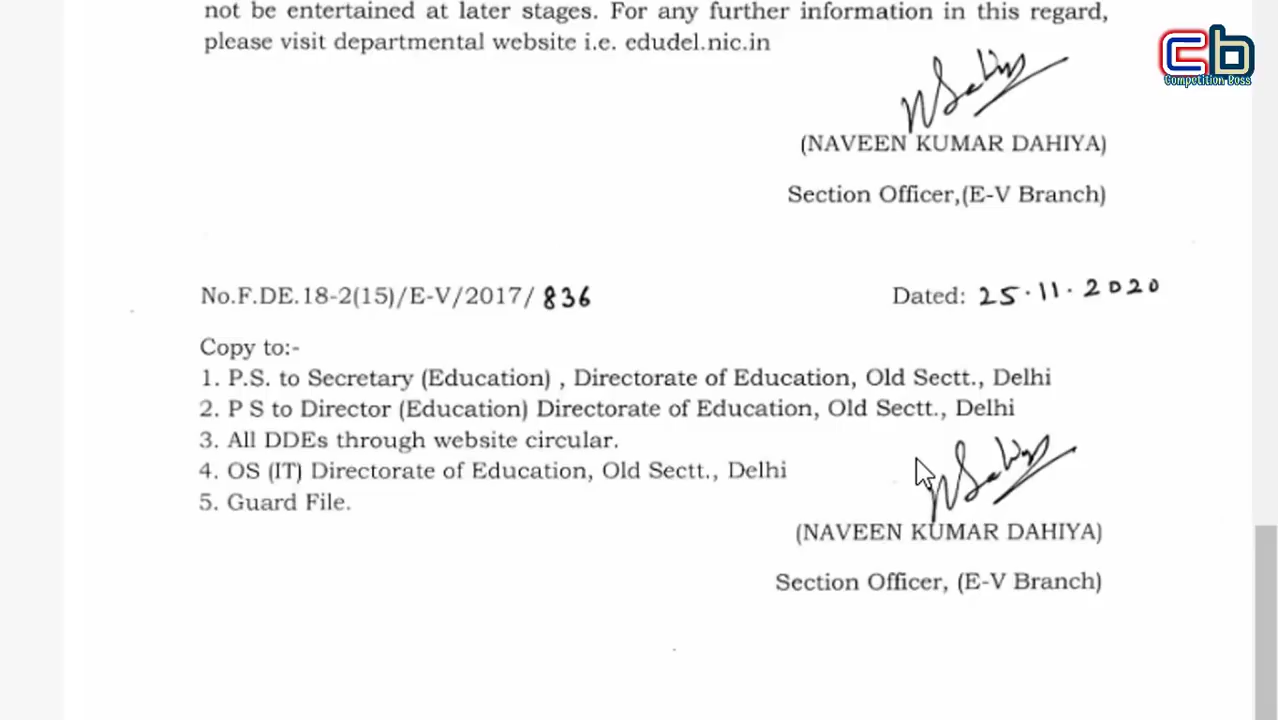 not be entertained at later stages. For any further information in this regard,
please visit departmental website i.e. edudel.nic.in
cb
Competition Boss
(NAVEEN KUMAR DAHIYA)
Section Officer,(E-V Branch)
No.F.DE.18-2(15)/E-V/2017/ 836
Dated: 25.11.2020
Copy to:-
1. P.S. to Secretary (Education) , Directorate of Education, Old Sectt., Delhi
2. P S to Director (Education) Directorate of Education, Old Sectt., Delhi
3. All DDEs through website circular.
4. OS (IT) Directorate of Education, Old Sectt., Delhi
5. Guard File.
(NAVEEN KUMAR DAHIYA)
Section Officer, (E-V Branch)